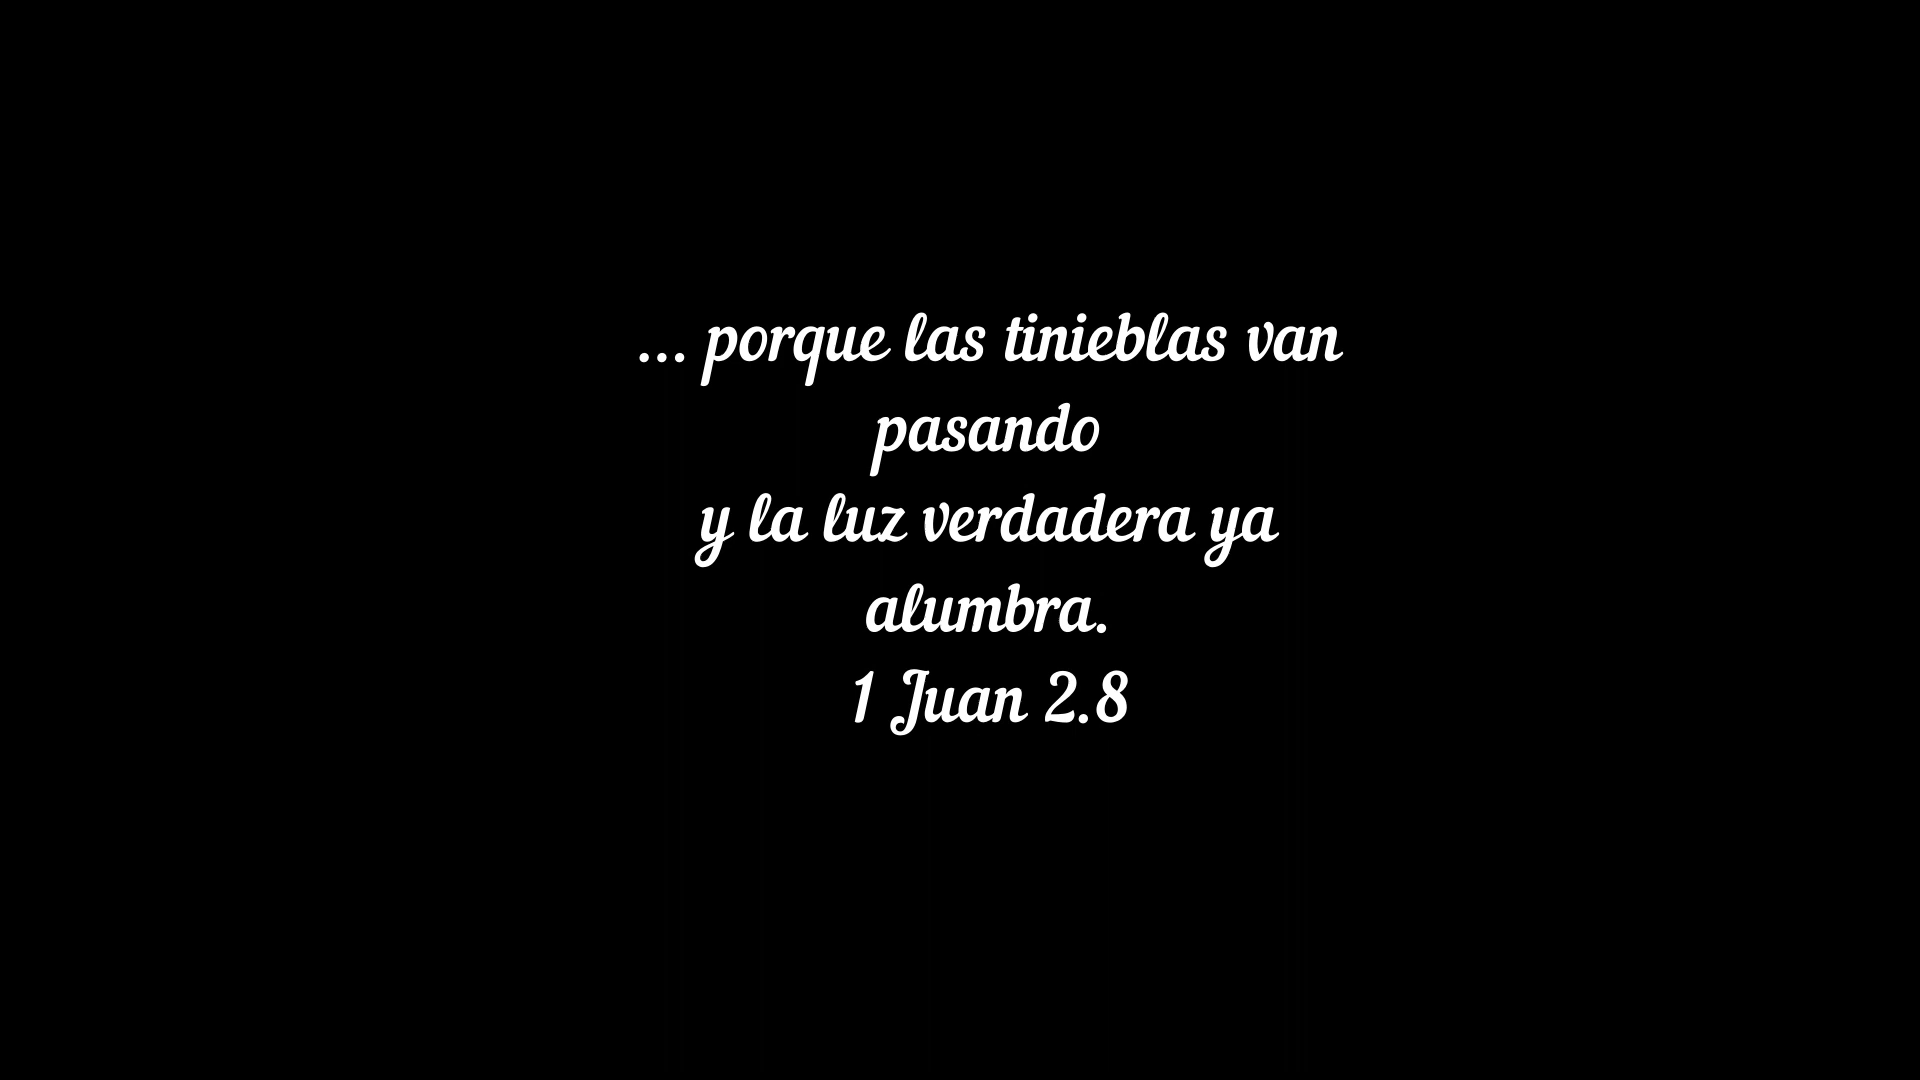 ... porque las tinieblas van
pasando
y la luz verdadera ya
alumbra.
1 Juan 2.8